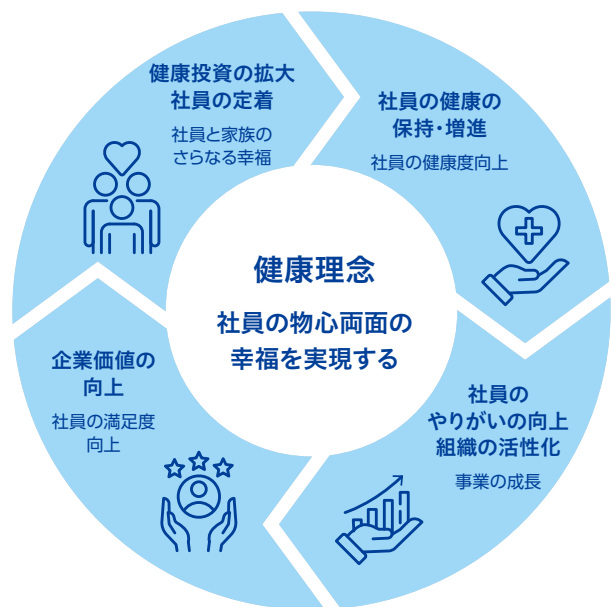 健康投資の拡大
社員の定着
社員と家族の
さらなる幸福
社員の健康の
保持・増進
社員の健康度向上
健康理念
社員の物心両面の
幸福を実現する
企業価値の
向上
社員の満足度
向上
社員の
やりがいの向上
組織の活性化
事業の成長